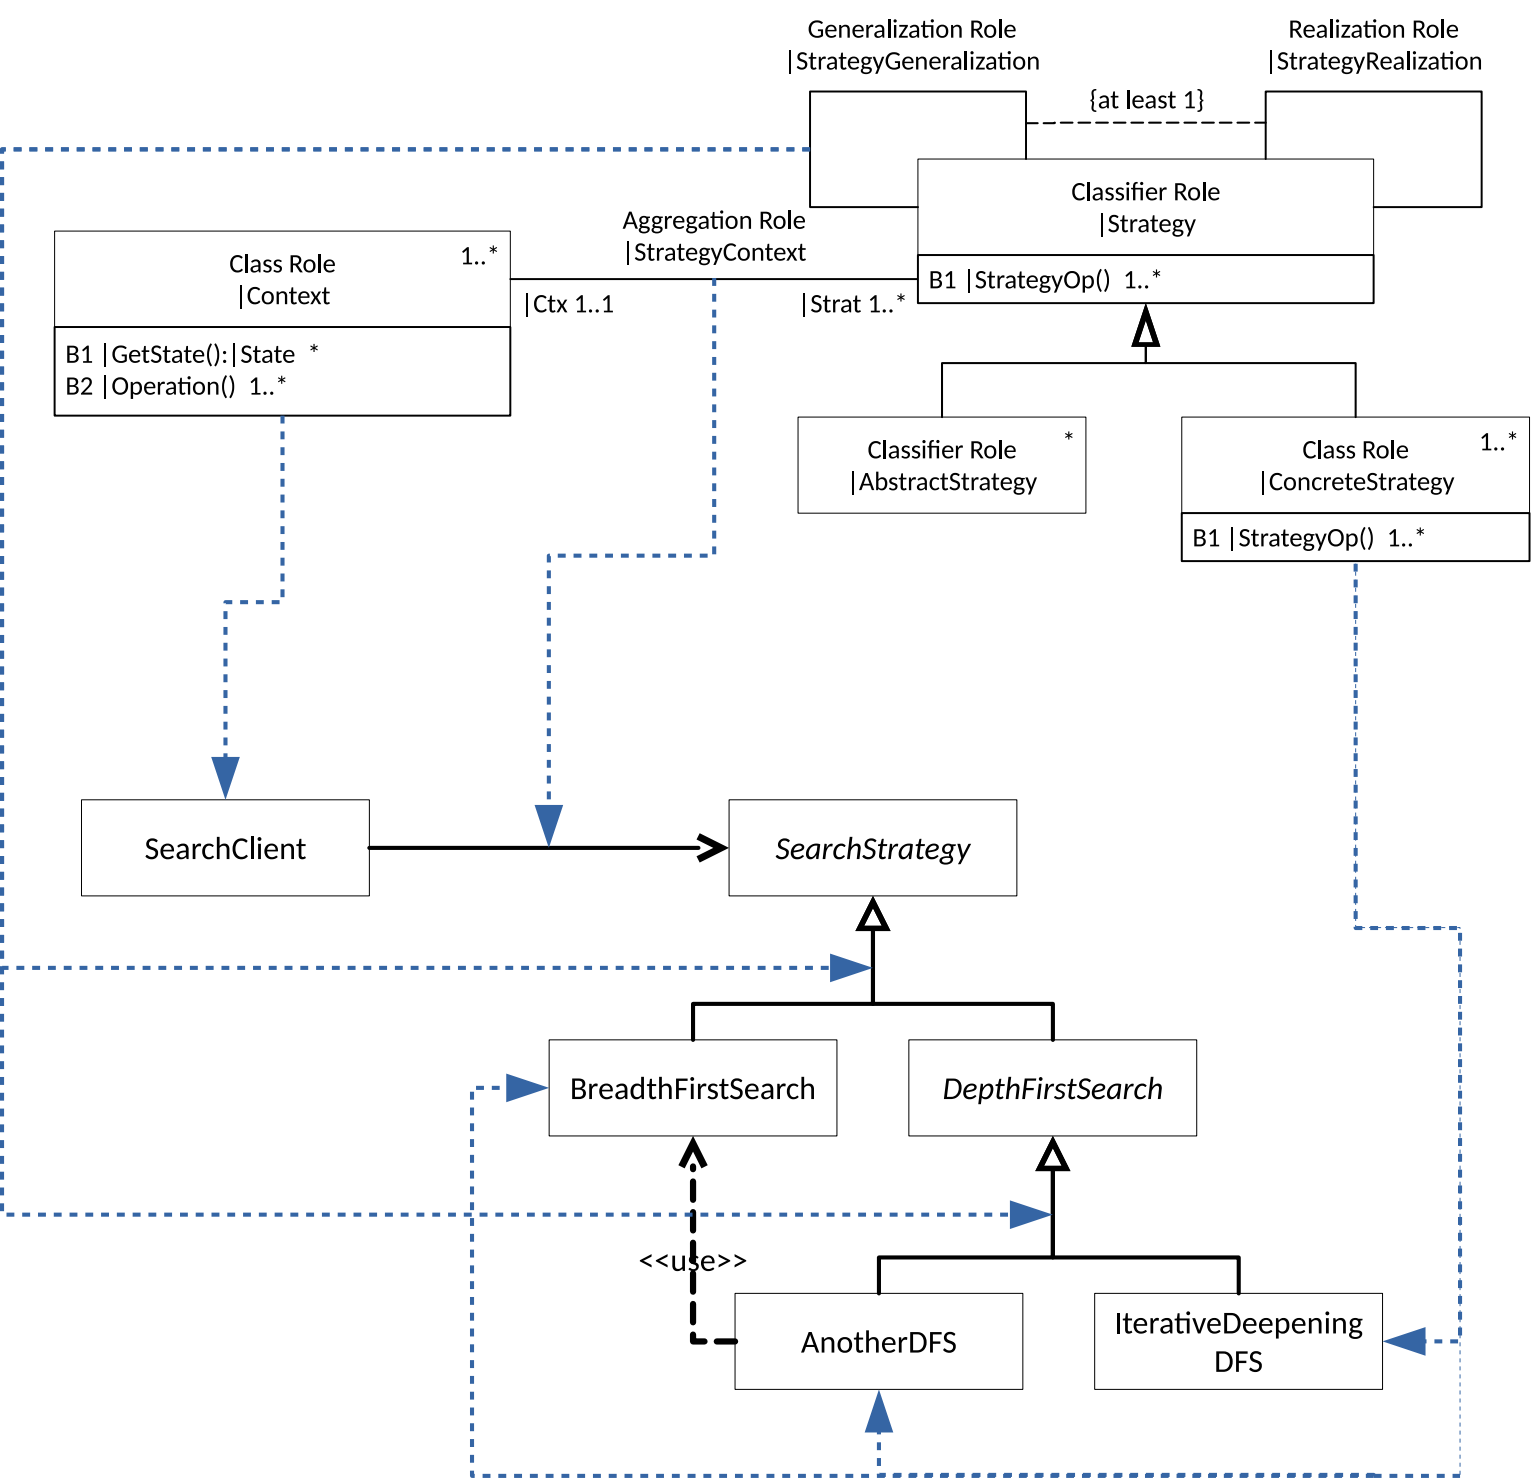 Generalization Role
|StrategyGeneralization
Realization Role
|StrategyRealization
{at least 1}
Classifier Role
|Strategy
B1 |StrategyOp()  1..*
Aggregation Role
|StrategyContext
Class Role
|Context
1..*
B1 |GetState():|State  *
B2 |Operation()  1..*
|Ctx 1..1
|Strat 1..*
Classifier Role
|AbstractStrategy
*
Class Role
|ConcreteStrategy
1..*
B1 |StrategyOp()  1..*
SearchClient
SearchStrategy
BreadthFirstSearch
DepthFirstSearch
<<use>>
AnotherDFS
IterativeDeepening
DFS